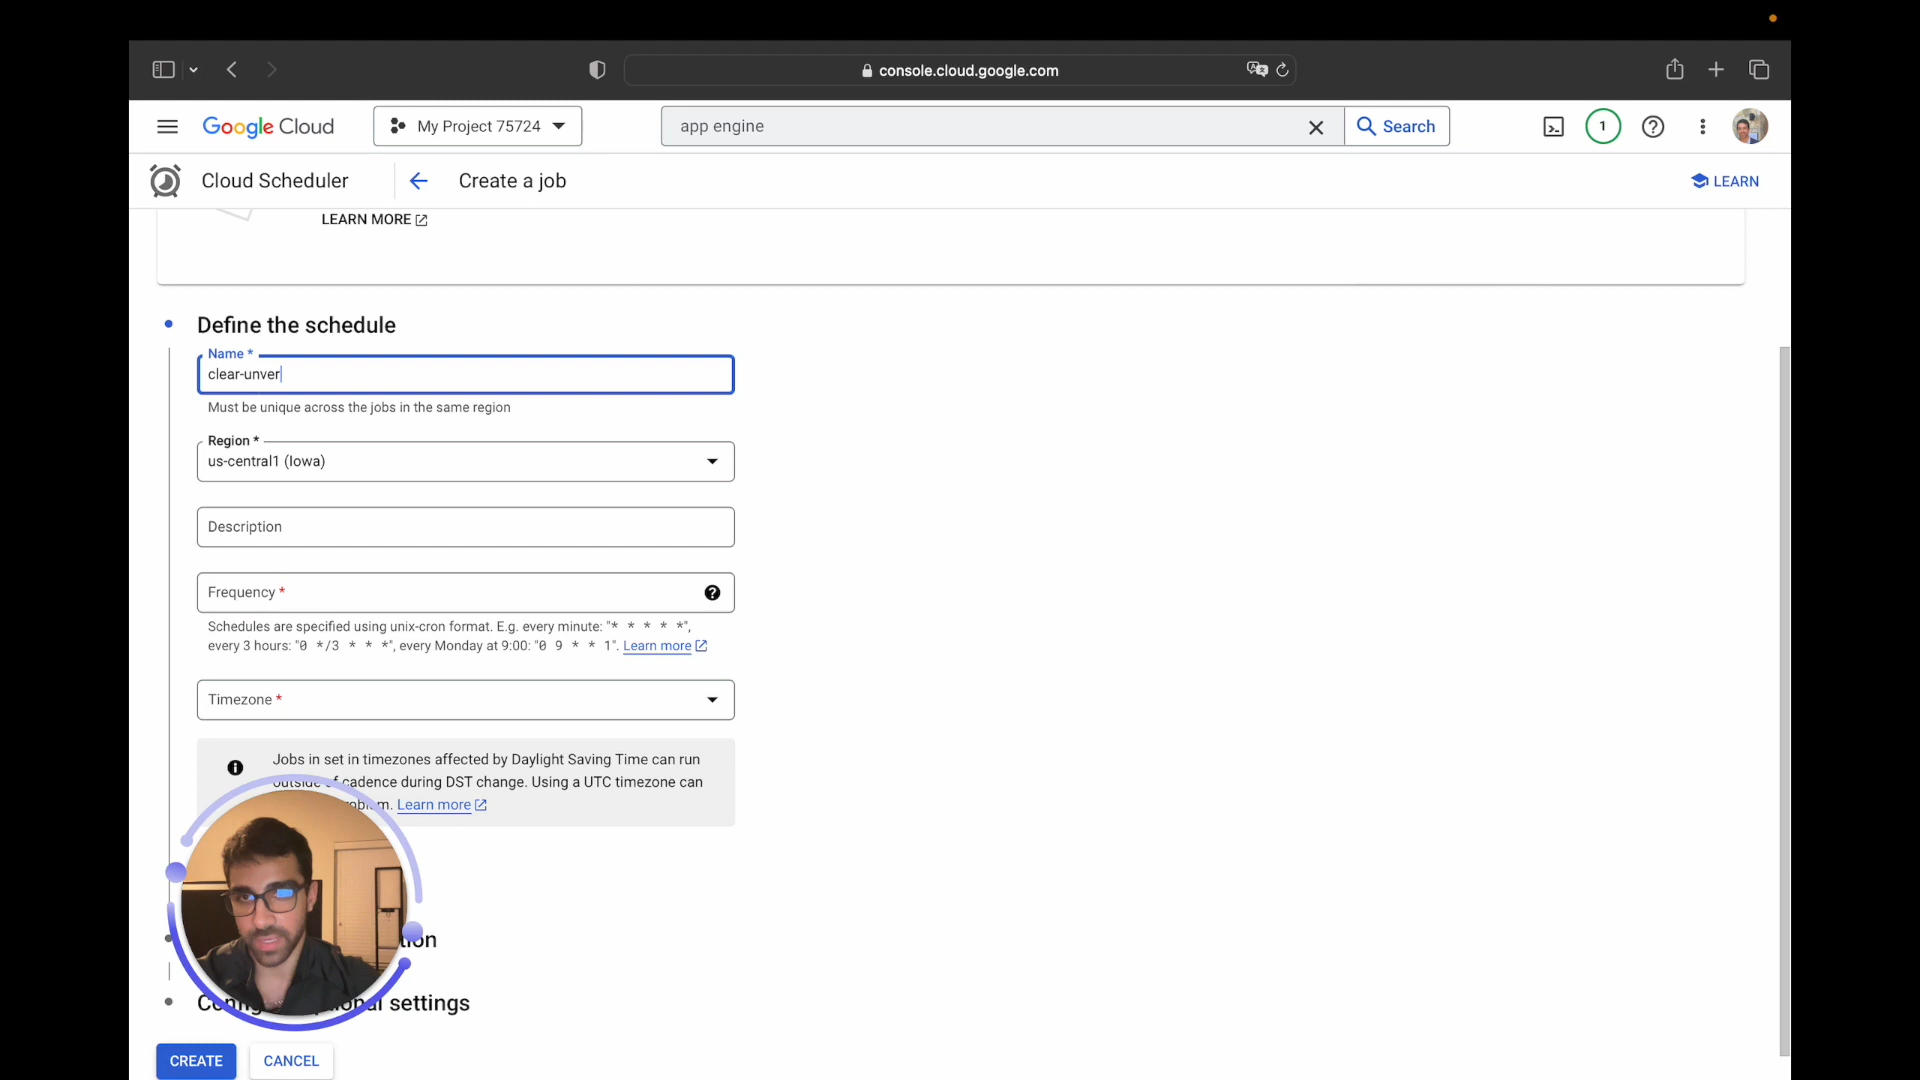 console.cloud.google.com
Google Cloud
My Project 75724
app engine
Search
1
Cloud Scheduler
Create a job
LEARN
LEARN MORE
Define the schedule
Name *
clear-unver
Must be unique across the jobs in the same region
Region *
us-central1 (Iowa)
Description
Frequency *
Schedules are specified using unix-cron format. E.g. every minute: "* * * * *",
every 3 hours: "0 */3 * * *", every Monday at 9:00: "0 9 * * 1". Learn more
Timezone *
Jobs in set in timezones affected by Daylight Saving Time can run
outside of cadence during DST change. Using a UTC timezone can
Learn more
settings
CREATE
CANCEL